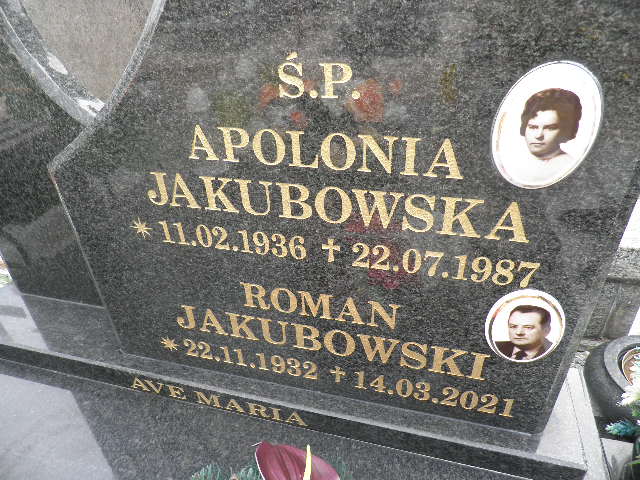 Ś.P.
APOLONIA
JAKUBOWSKA
*11.02.1936 ✝ 22.07.1987
ROMAN
JAKUBOWSKI
*22.11.1932 ✝ 14.03.2021
AVE MARIA